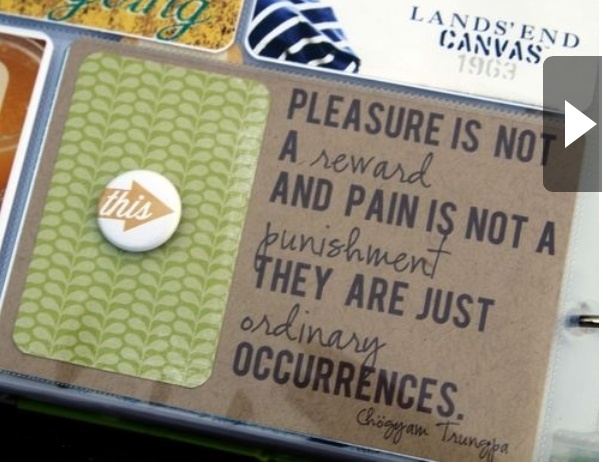 going
LANDS' END
CANVAS
1963
this
PLEASURE IS NOT
A reward
AND PAIN IS NOT A
punishment
THEY ARE JUST
ordinary
OCCURRENCES.
Chögyam Trungpa